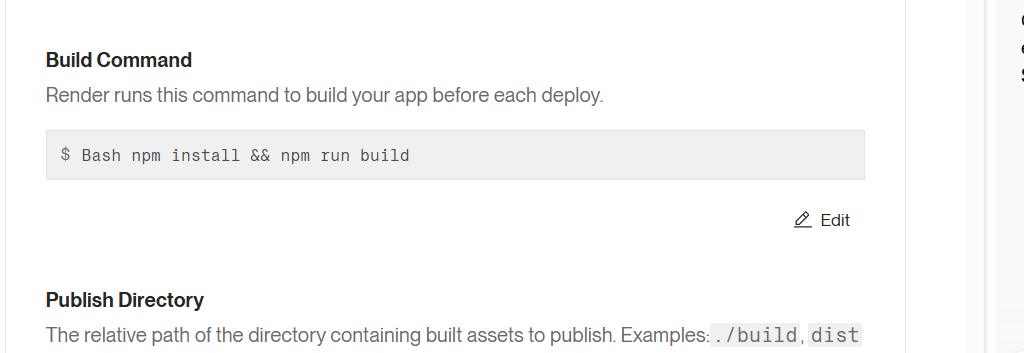 Build Command
Render runs this command to build your app before each deploy.
$ Bash npm install && npm run build
Edit
Publish Directory
The relative path of the directory containing built assets to publish. Examples: ./build, dist